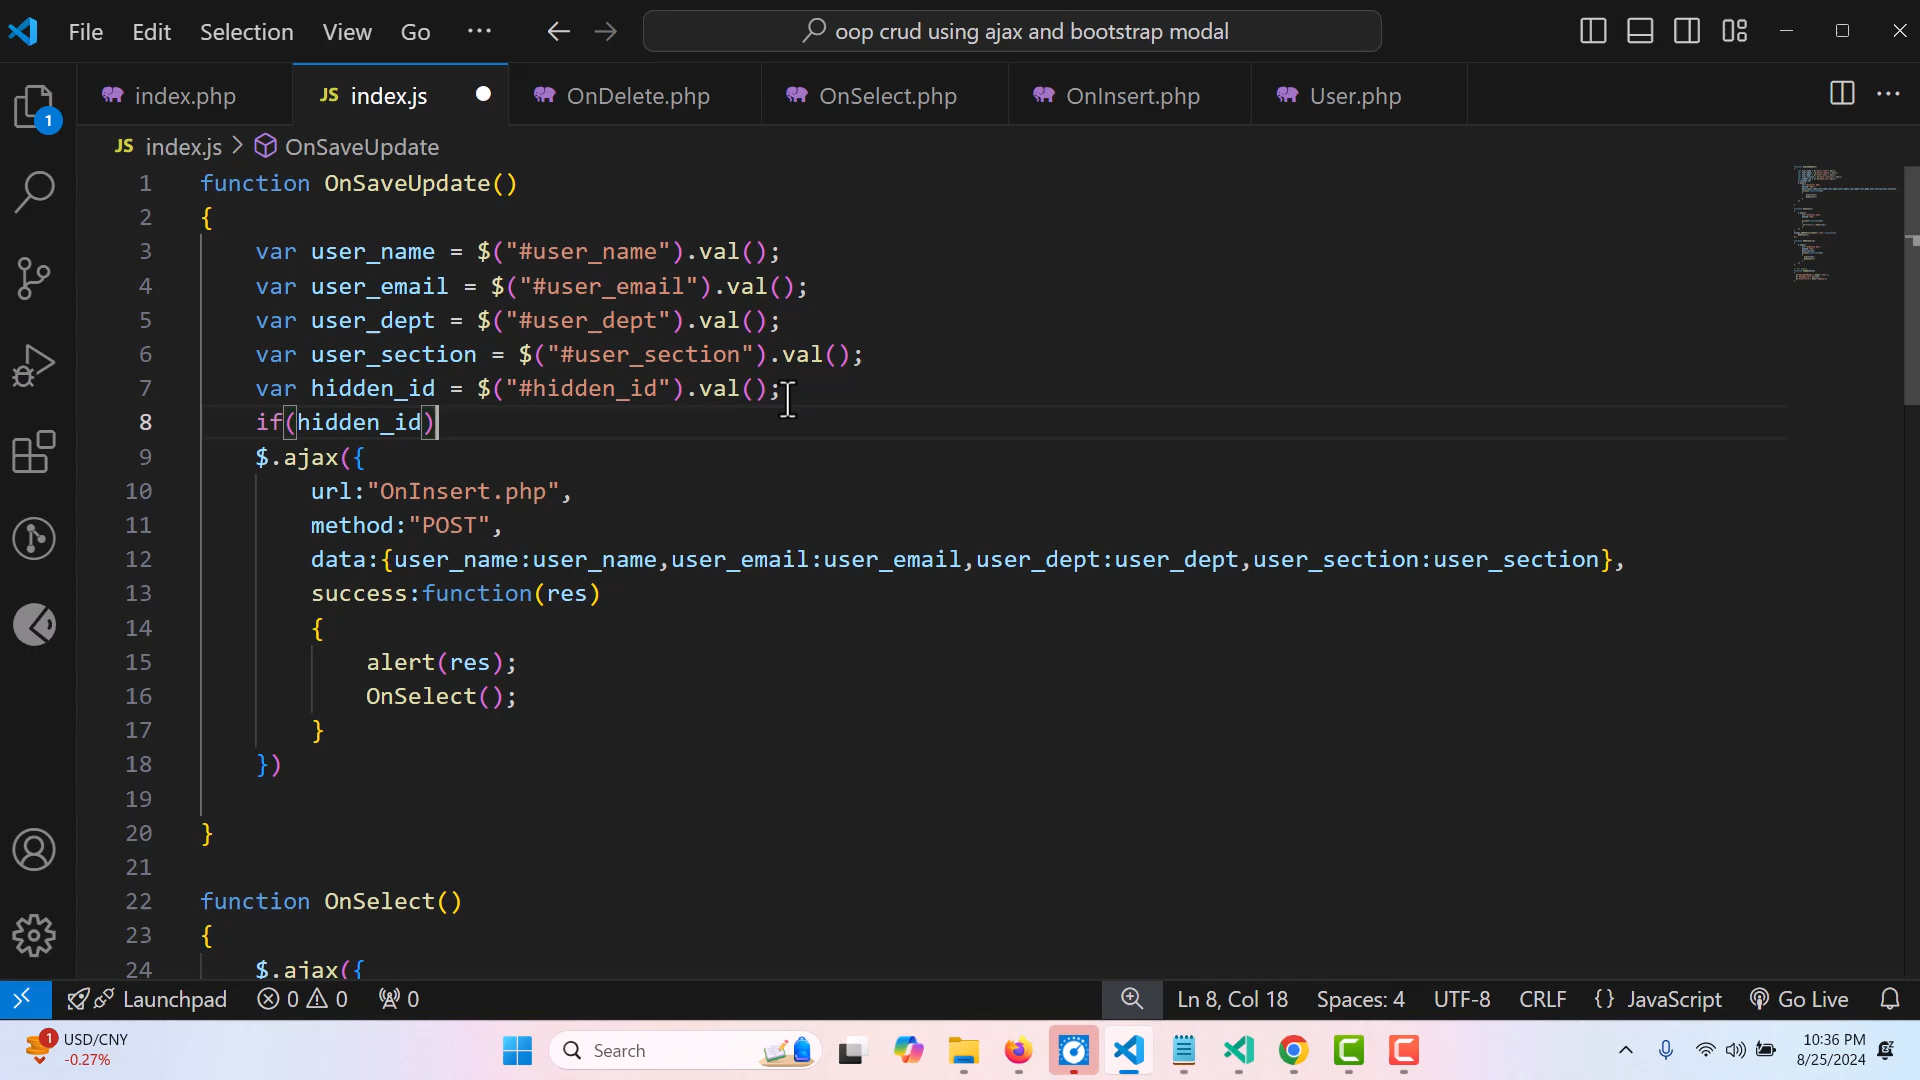 File Edit Selection View Go ··· oop crud using ajax and bootstrap modal
index.php JS index.js OnDelete.php OnSelect.php OnInsert.php User.php ···
JS index.js > OnSaveUpdate
1 function OnSaveUpdate()
2 {
3 var user_name = $("#user_name").val();
4 var user_email = $("#user_email").val();
5 var user_dept = $("#user_dept").val();
6 var user_section = $("#user_section").val();
7 var hidden_id = $("#hidden_id").val();
8 if(hidden_id)
9 $.ajax({
10 url:"OnInsert.php",
11 method:"POST",
12 data:{user_name:user_name,user_email:user_email,user_dept:user_dept,user_section:user_section},
13 success:function(res)
14 {
15 alert(res);
16 OnSelect();
17 }
18 })
19
20 }
21
22 function OnSelect()
23 {
24 $.ajax({
1
Launchpad 0 0 0 Ln 8, Col 18 Spaces: 4 UTF-8 CRLF {} JavaScript Go Live
1 USD/CNY
-0.27%
Search
10:36 PM
8/25/2024